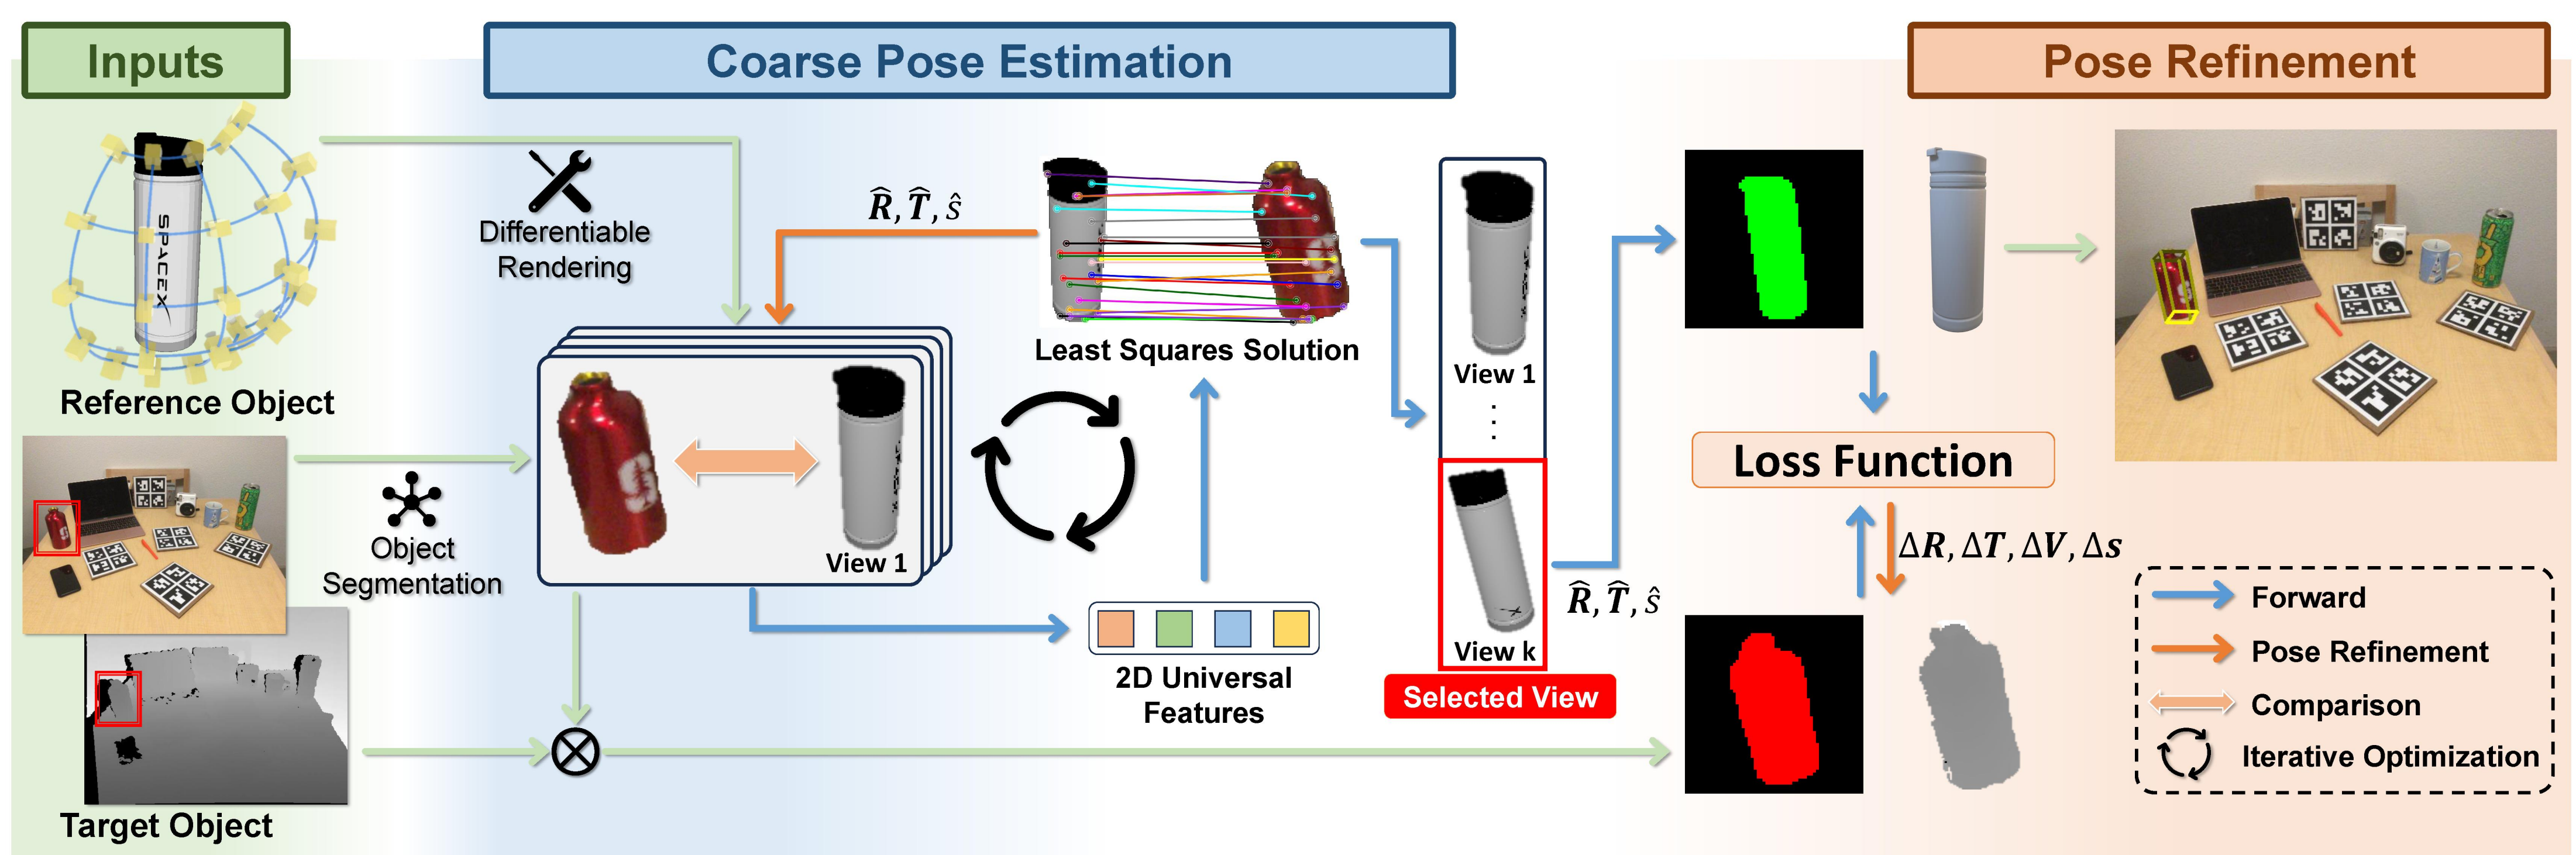 Inputs
Coarse Pose Estimation
Pose Refinement
SPACEX
Reference Object
Differentiable
Rendering
R̂, T̂, ŝ
Least Squares Solution
View 1
Object
Segmentation
Target Object
2D Universal
Features
View 1
⋮
View k
Selected View
R̂, T̂, ŝ
Loss Function
ΔR, ΔT, ΔV, Δs
Forward
Pose Refinement
Comparison
Iterative Optimization